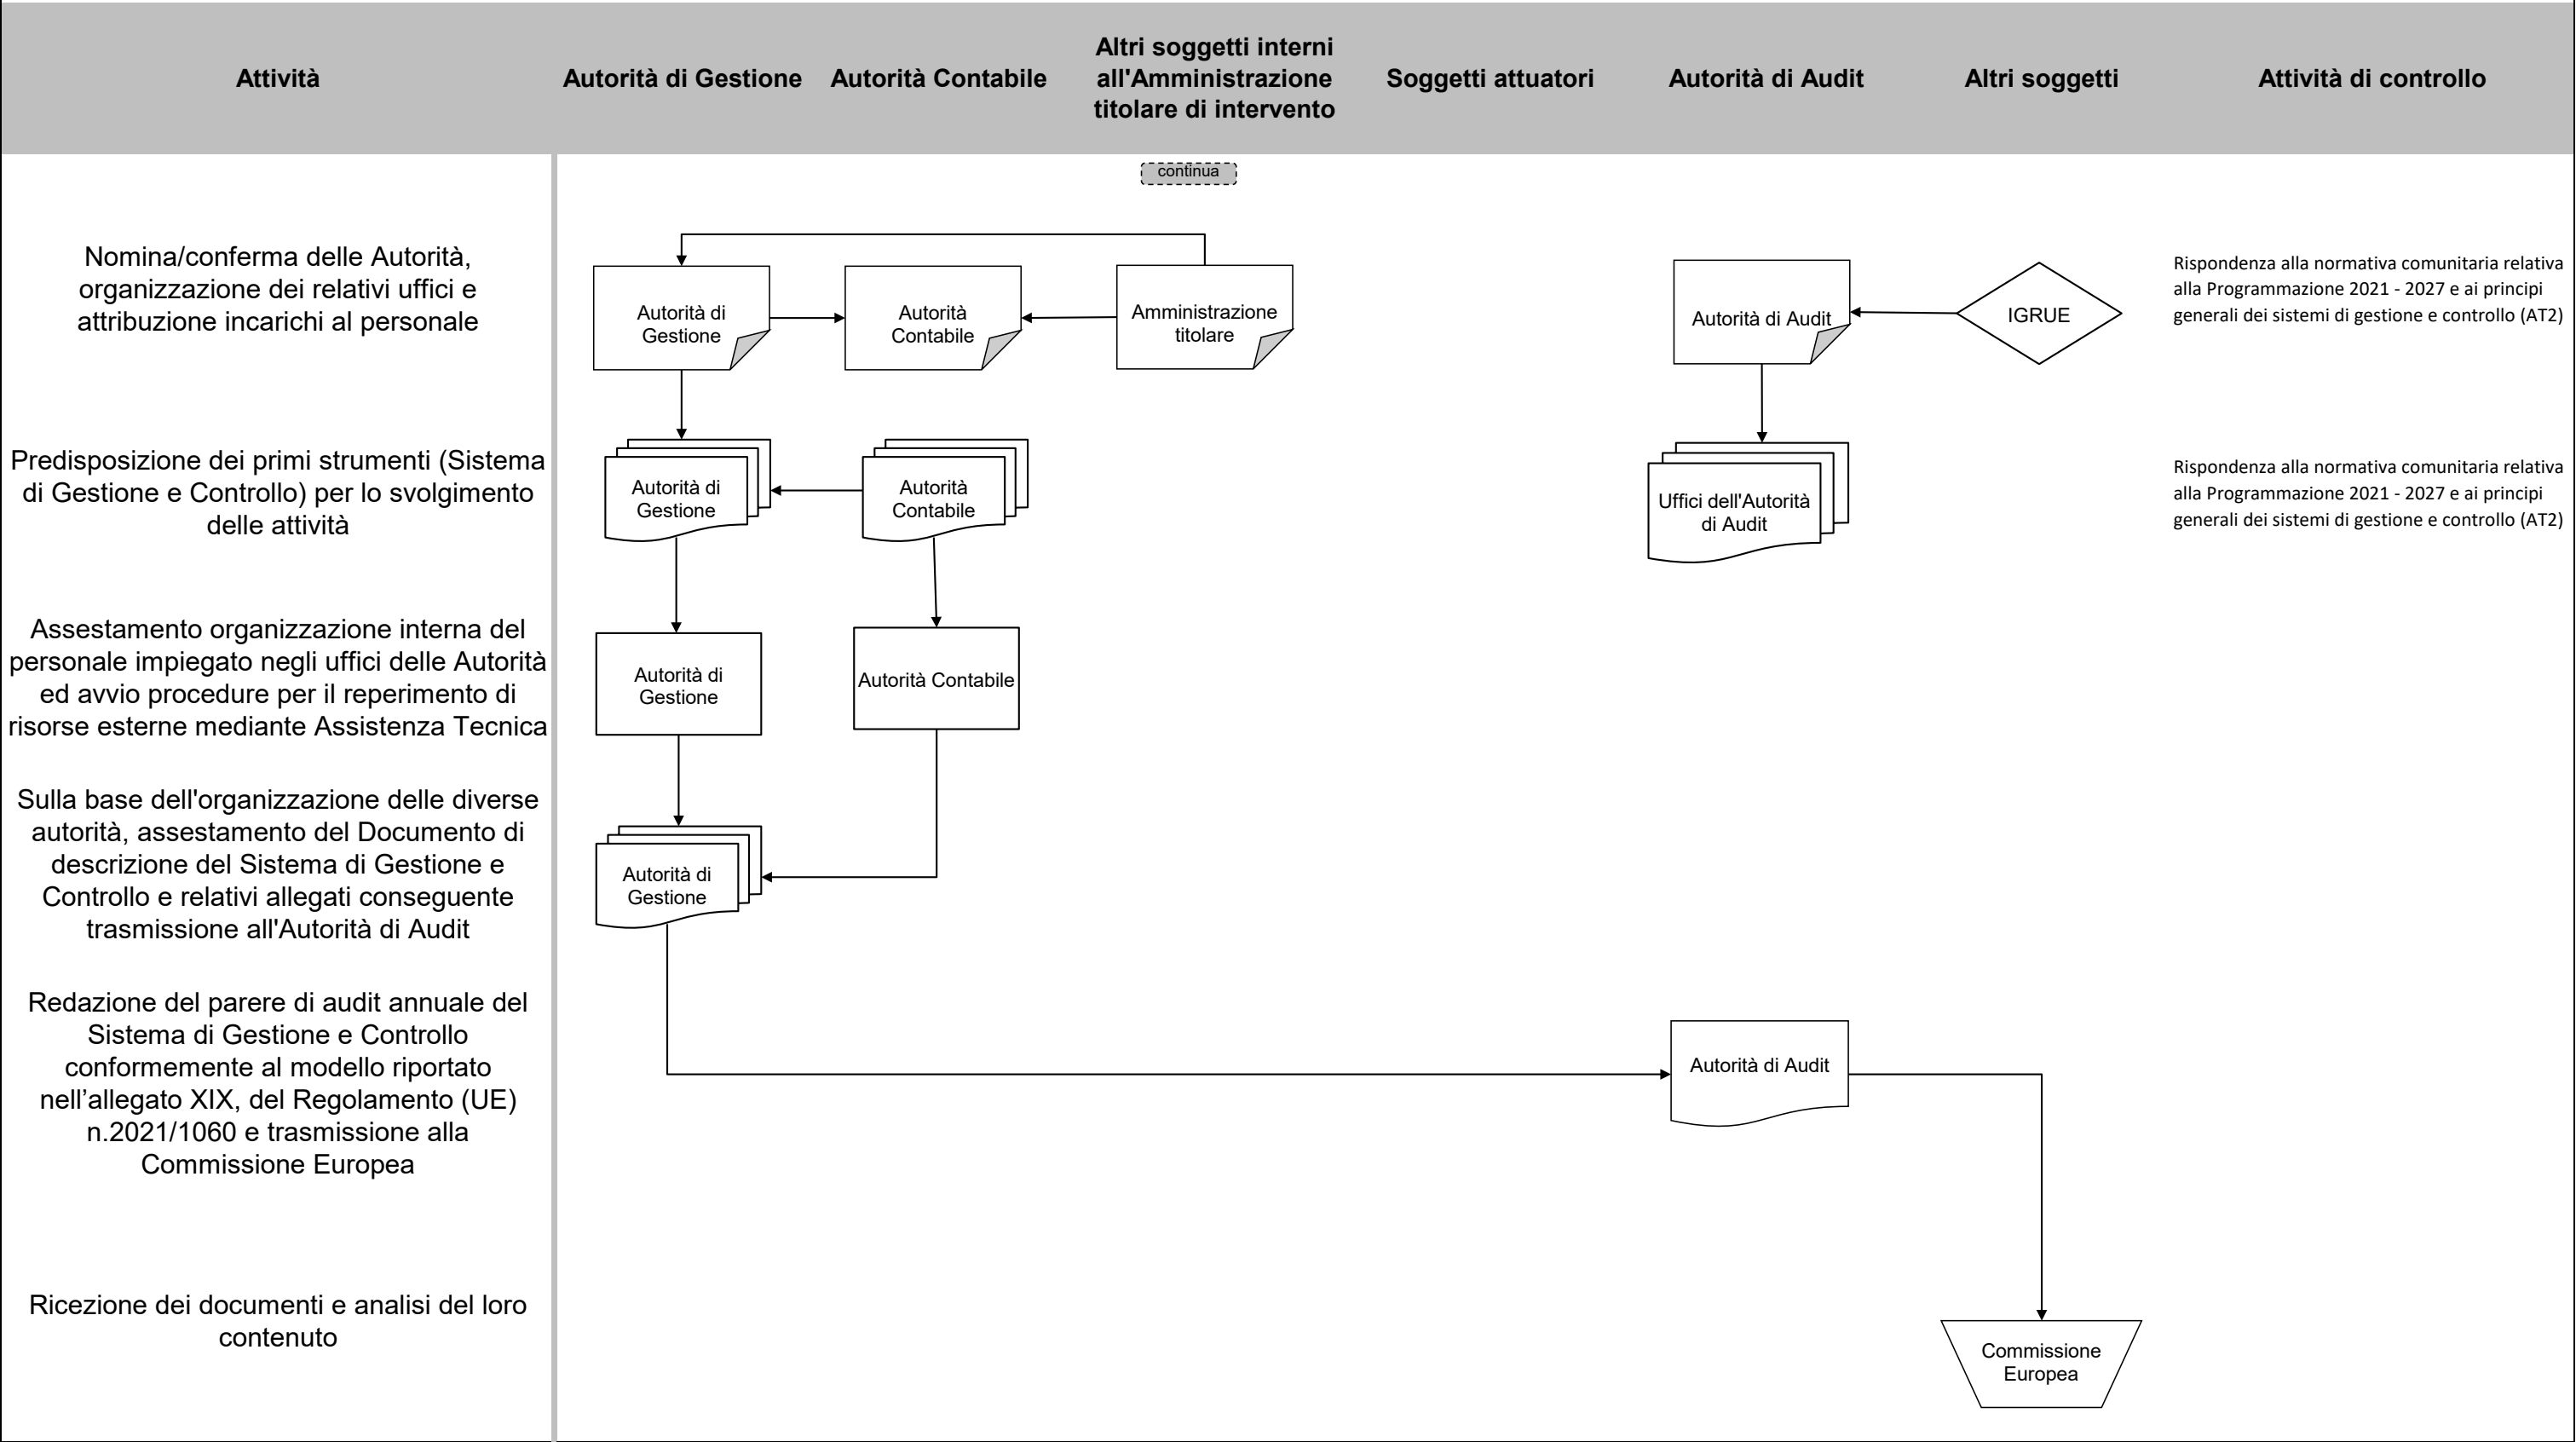 Attività
Autorità di Gestione
Autorità Contabile
Altri soggetti interni
all'Amministrazione
titolare di intervento
Soggetti attuatori
Autorità di Audit
Altri soggetti
Attività di controllo
continua
Nomina/conferma delle Autorità,
organizzazione dei relativi uffici e
attribuzione incarichi al personale
Autorità di
Gestione
Autorità
Contabile
Amministrazione
titolare
Autorità di Audit
IGRUE
Rispondenza alla normativa comunitaria relativa
alla Programmazione 2021 - 2027 e ai principi
generali dei sistemi di gestione e controllo (AT2)
Predisposizione dei primi strumenti (Sistema
di Gestione e Controllo) per lo svolgimento
delle attività
Autorità di
Gestione
Autorità
Contabile
Uffici dell'Autorità
di Audit
Rispondenza alla normativa comunitaria relativa
alla Programmazione 2021 - 2027 e ai principi
generali dei sistemi di gestione e controllo (AT2)
Assestamento organizzazione interna del
personale impiegato negli uffici delle Autorità
ed avvio procedure per il reperimento di
risorse esterne mediante Assistenza Tecnica
Autorità di
Gestione
Autorità Contabile
Sulla base dell'organizzazione delle diverse
autorità, assestamento del Documento di
descrizione del Sistema di Gestione e
Controllo e relativi allegati conseguente
trasmissione all'Autorità di Audit
Autorità di
Gestione
Redazione del parere di audit annuale del
Sistema di Gestione e Controllo
conformemente al modello riportato
nell’allegato XIX, del Regolamento (UE)
n.2021/1060 e trasmissione alla
Commissione Europea
Autorità di Audit
Ricezione dei documenti e analisi del loro
contenuto
Commissione
Europea